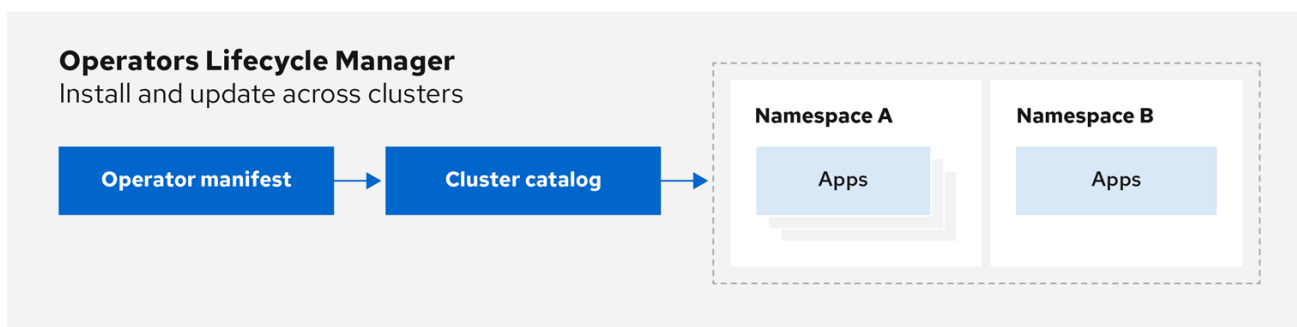 Operators Lifecycle Manager
Install and update across clusters
Operator manifest
Cluster catalog
Namespace A
Apps
Namespace B
Apps